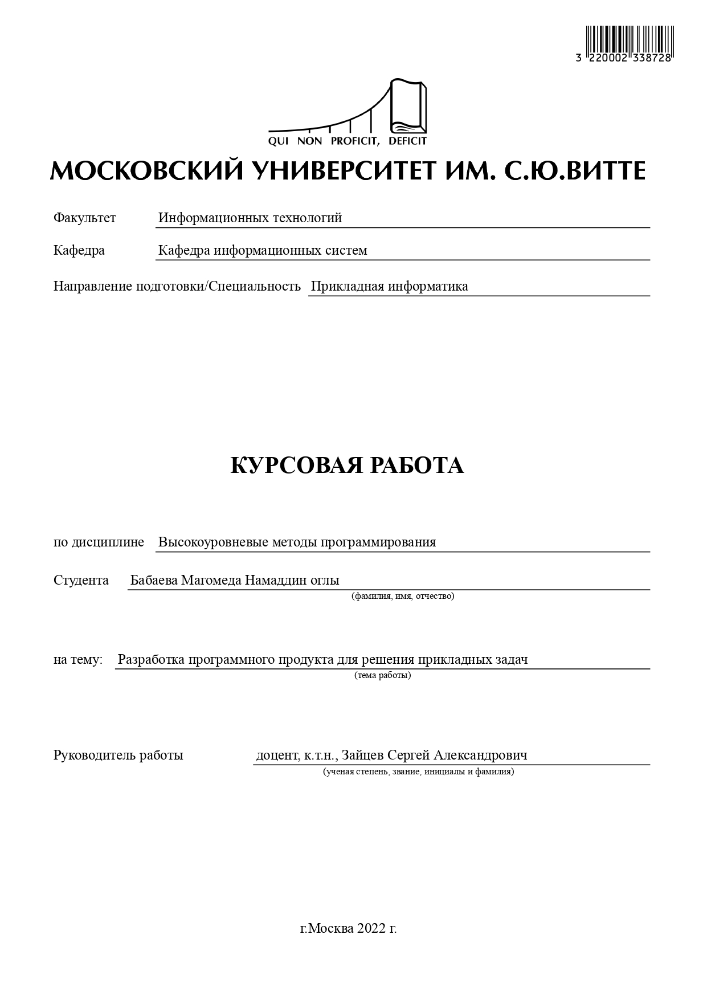 3 220002 338728
QUI NON PROFICIT, DEFICIT
МОСКОВСКИЙ УНИВЕРСИТЕТ ИМ. С.Ю.ВИТТЕ
Факультет Информационных технологий
Кафедра Кафедра информационных систем
Направление подготовки/Специальность Прикладная информатика
КУРСОВАЯ РАБОТА
по дисциплине Высокоуровневые методы программирования
Студента Бабаева Магомеда Намаддин оглы
(фамилия, имя, отчество)
на тему: Разработка программного продукта для решения прикладных задач
(тема работы)
Руководитель работы доцент, к.т.н., Зайцев Сергей Александрович
(ученая степень, звание, инициалы и фамилия)
г.Москва 2022 г.